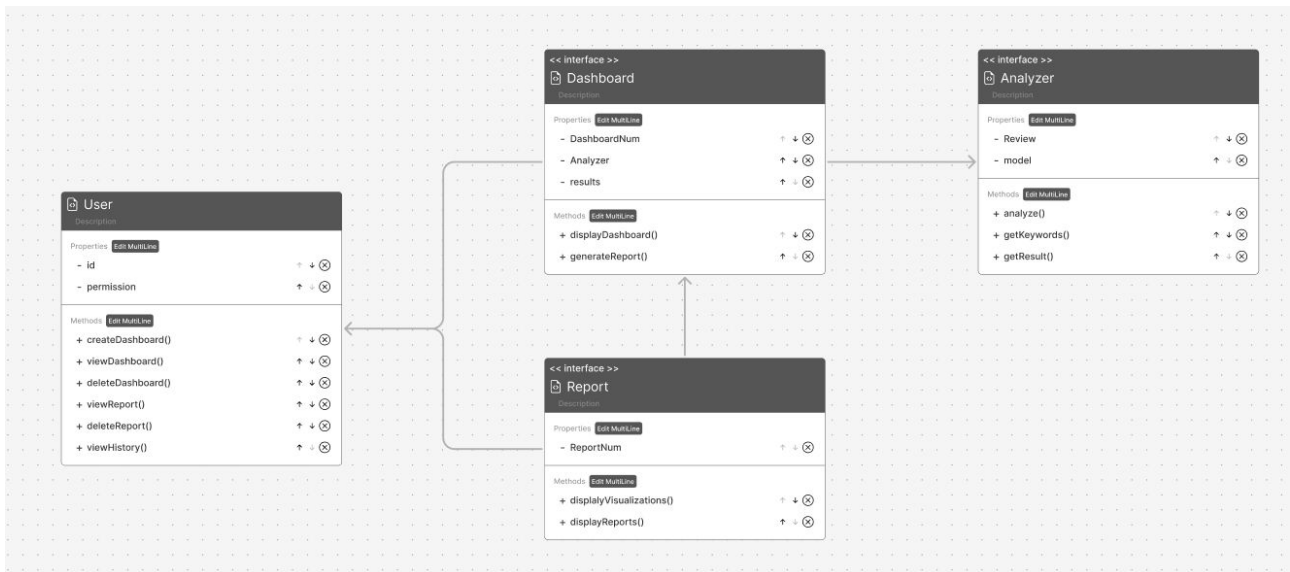 User
Description
Properties Edit MultiLine
- id
- permission
Methods Edit MultiLine
+ createDashboard()
+ viewDashboard()
+ deleteDashboard()
+ viewReport()
+ deleteReport()
+ viewHistory()
<< interface >>
Dashboard
Description
Properties Edit MultiLine
- DashboardNum
- Analyzer
- results
Methods Edit MultiLine
+ displayDashboard()
+ generateReport()
<< interface >>
Report
Description
Properties Edit MultiLine
- ReportNum
Methods Edit MultiLine
+ displalyVisualizations()
+ displayReports()
<< interface >>
Analyzer
Description
Properties Edit MultiLine
- Review
- model
Methods Edit MultiLine
+ analyze()
+ getKeywords()
+ getResult()